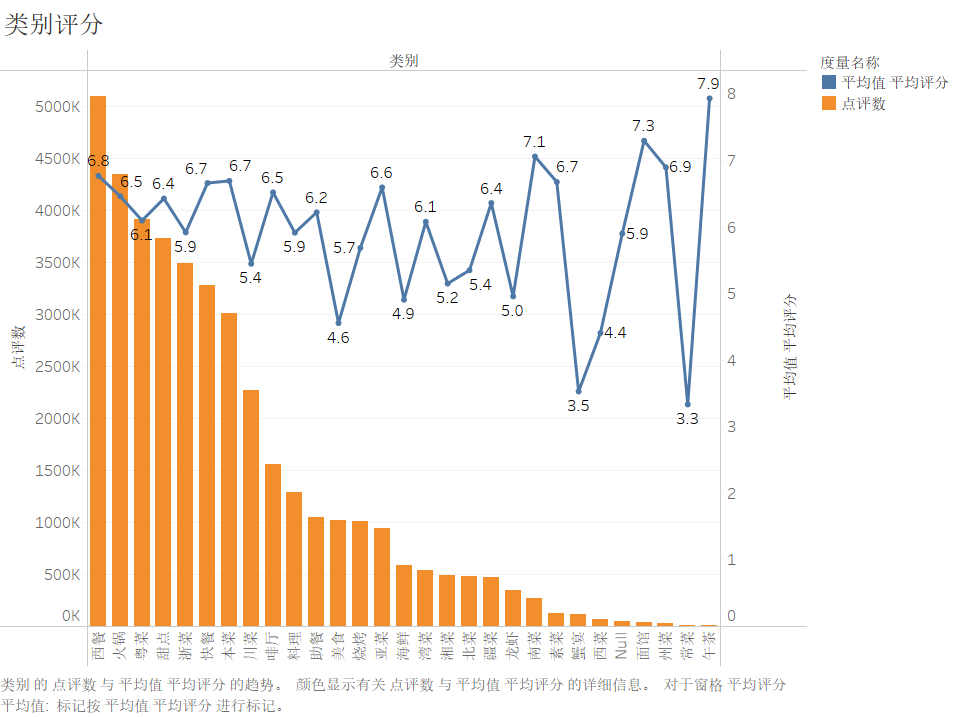 类别评分
类别
度量名称
平均值 平均评分
点评数
5000K
4500K
4000K
3500K
3000K
2500K
2000K
1500K
1000K
500K
0K
点评数
6.8
6.5
6.1
6.4
5.9
6.7
6.7
5.4
6.5
5.9
6.2
4.6
5.7
6.6
4.9
6.1
5.2
5.4
6.4
5.0
7.1
6.7
3.5
4.4
5.9
7.3
6.9
3.3
7.9
8
7
6
5
4
3
2
1
0
平均值 平均评分
西餐
火锅
粤菜
甜点
浙菜
快餐
本菜
川菜
啡厅
料理
助餐
美食
烧烤
亚菜
海鲜
湾菜
湘菜
北菜
疆菜
龙虾
南菜
素菜
蟹宴
西菜
Null
面馆
州菜
常菜
午茶
类别 的 点评数 与 平均值 平均评分 的趋势。 颜色显示有关 点评数 与 平均值 平均评分 的详细信息。 对于窗格 平均评分
平均值: 标记按 平均值 平均评分 进行标记。